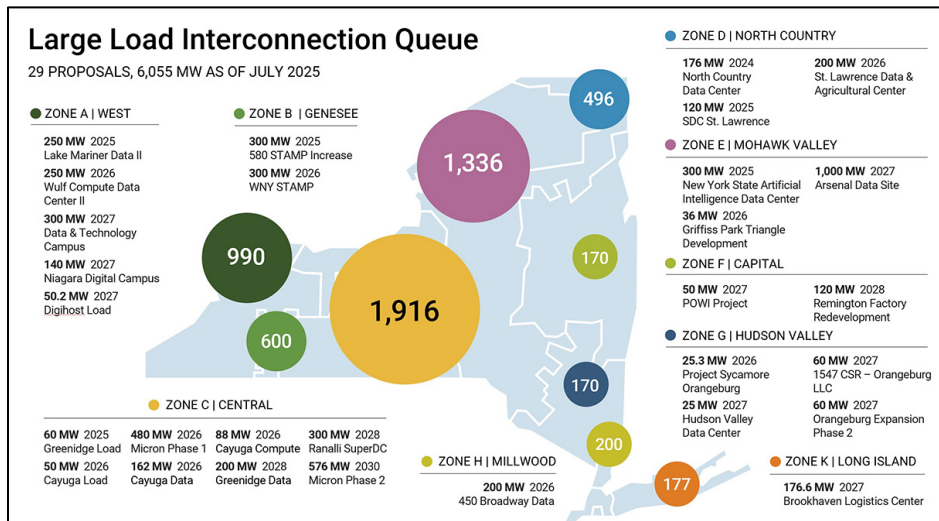 Large Load Interconnection Queue
29 PROPOSALS, 6,055 MW AS OF JULY 2025
ZONE A | WEST
250 MW 2025
Lake Mariner Data II
250 MW 2026
Wulf Compute Data
Center II
300 MW 2027
Data & Technology
Campus
140 MW 2027
Niagara Digital Campus
50.2 MW 2027
Digihost Load
ZONE B | GENESEE
300 MW 2025
580 STAMP Increase
300 MW 2026
WNY STAMP
990
600
1,916
1,336
496
170
170
200
177
ZONE C | CENTRAL
60 MW 2025
Greenidge Load
480 MW 2026
Micron Phase 1
88 MW 2026
Cayuga Compute
300 MW 2028
Ranalli SuperDC
50 MW 2026
Cayuga Load
162 MW 2026
Cayuga Data
200 MW 2028
Greenidge Data
576 MW 2030
Micron Phase 2
ZONE D | NORTH COUNTRY
176 MW 2024
North Country
Data Center
200 MW 2026
St. Lawrence Data &
Agricultural Center
120 MW 2025
SDC St. Lawrence
ZONE E | MOHAWK VALLEY
300 MW 2025
New York State Artificial
Intelligence Data Center
1,000 MW 2027
Arsenal Data Site
36 MW 2026
Griffiss Park Triangle
Development
ZONE F | CAPITAL
50 MW 2027
POWI Project
120 MW 2028
Remington Factory
Redevelopment
ZONE G | HUDSON VALLEY
25.3 MW 2026
Project Sycamore
Orangeburg
60 MW 2027
1547 CSR – Orangeburg
LLC
25 MW 2027
Hudson Valley
Data Center
60 MW 2027
Orangeburg Expansion
Phase 2
ZONE H | MILLWOOD
200 MW 2026
450 Broadway Data
ZONE K | LONG ISLAND
176.6 MW 2027
Brookhaven Logistics Center